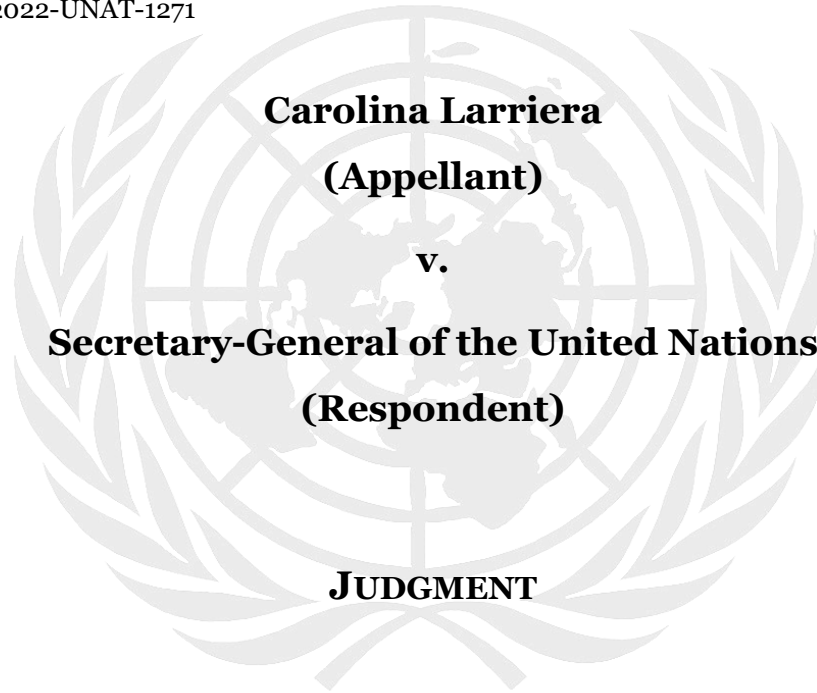 2022-UNAT-1271
Carolina Larriera
(Appellant)
v.
Secretary-General of the United Nations
(Respondent)
JUDGMENT